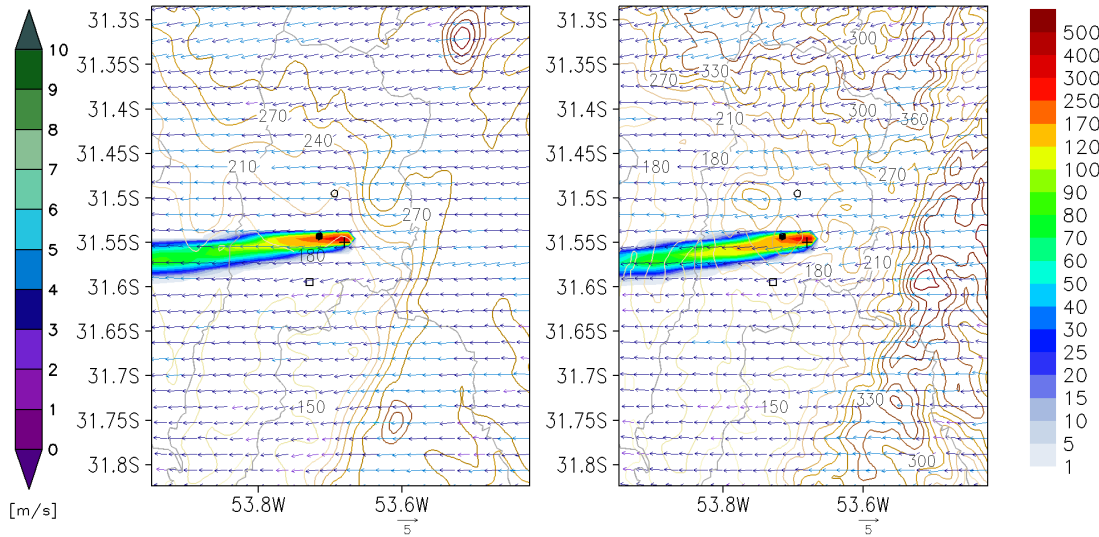 10
9
8
7
6
5
4
3
2
1
0
[m/s]
31.3S
31.35S
31.4S
31.45S
31.5S
31.55S
31.6S
31.65S
31.7S
31.75S
31.8S
270
240
210
270
180
150
53.8W
53.6W
5
31.3S
31.35S
31.4S
31.45S
31.5S
31.55S
31.6S
31.65S
31.7S
31.75S
31.8S
300
330
270
300
360
210
180
180
270
210
180
150
330
300
53.8W
53.6W
5
500
400
300
250
170
120
100
90
80
70
60
50
40
30
25
20
15
10
5
1